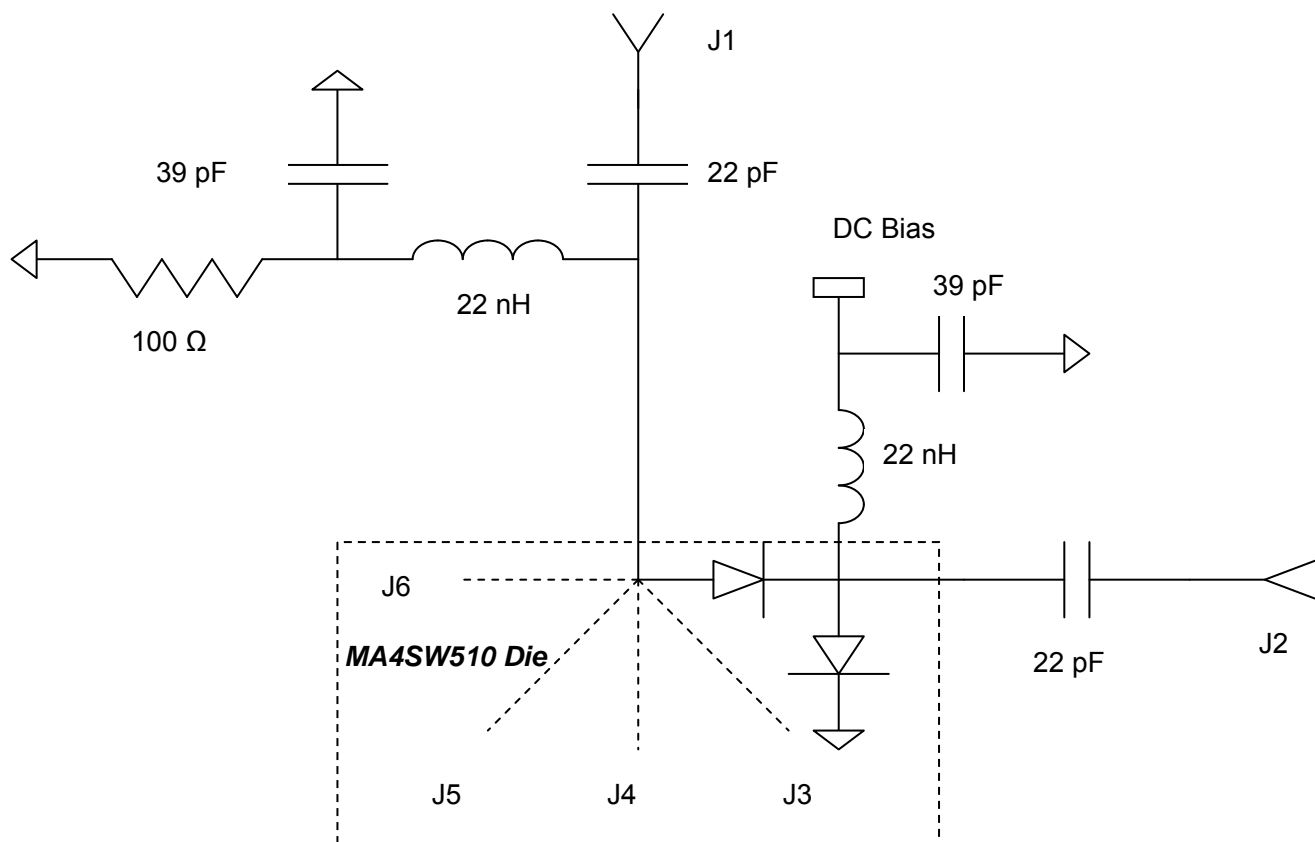 J1
39 pF
22 pF
DC Bias
39 pF
22 nH
100 Ω
22 nH
J6
MA4SW510 Die
J2
22 pF
J5
J4
J3